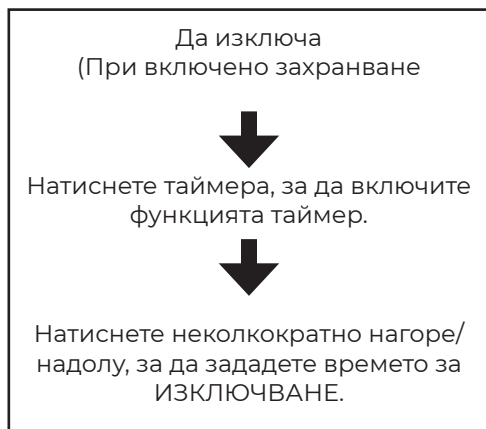 Да изключа
(При включено захранване
Натиснете таймера, за да включите
функцията таймер.
Натиснете неколкократно нагоре/
надолу, за да зададете времето за
ИЗКЛЮЧВАНЕ.